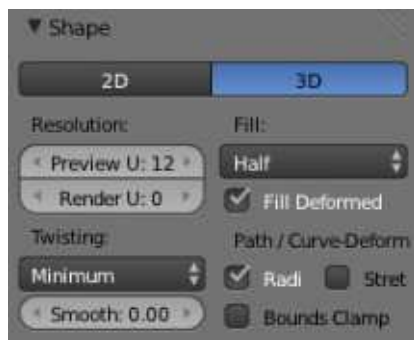 Shape
2D 3D
Resolution: Fill:
Preview U: 12 Half
Render U: 0 Fill Deformed
Twisting: Path / Curve-Deform
Minimum Radi Stret
Smooth: 0.00 Bounds Clamp